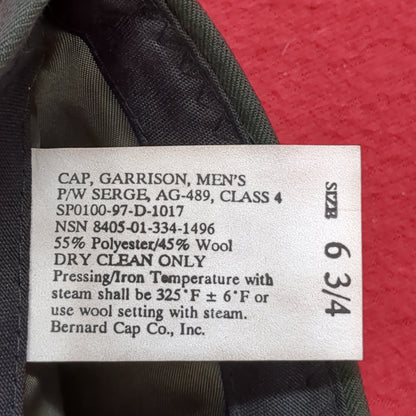 CAP, GARRISON, MEN'S
P/W SERGE, AG-489, CLASS 4
SP0100-97-D-1017
NSN 8405-01-334-1496
55% Polyester/45% Wool
DRY CLEAN ONLY
Pressing/Iron Temperature with
steam shall be 325°F ± 6°F or
use wool setting with steam.
Bernard Cap Co., Inc.
SIZE 6 3/4